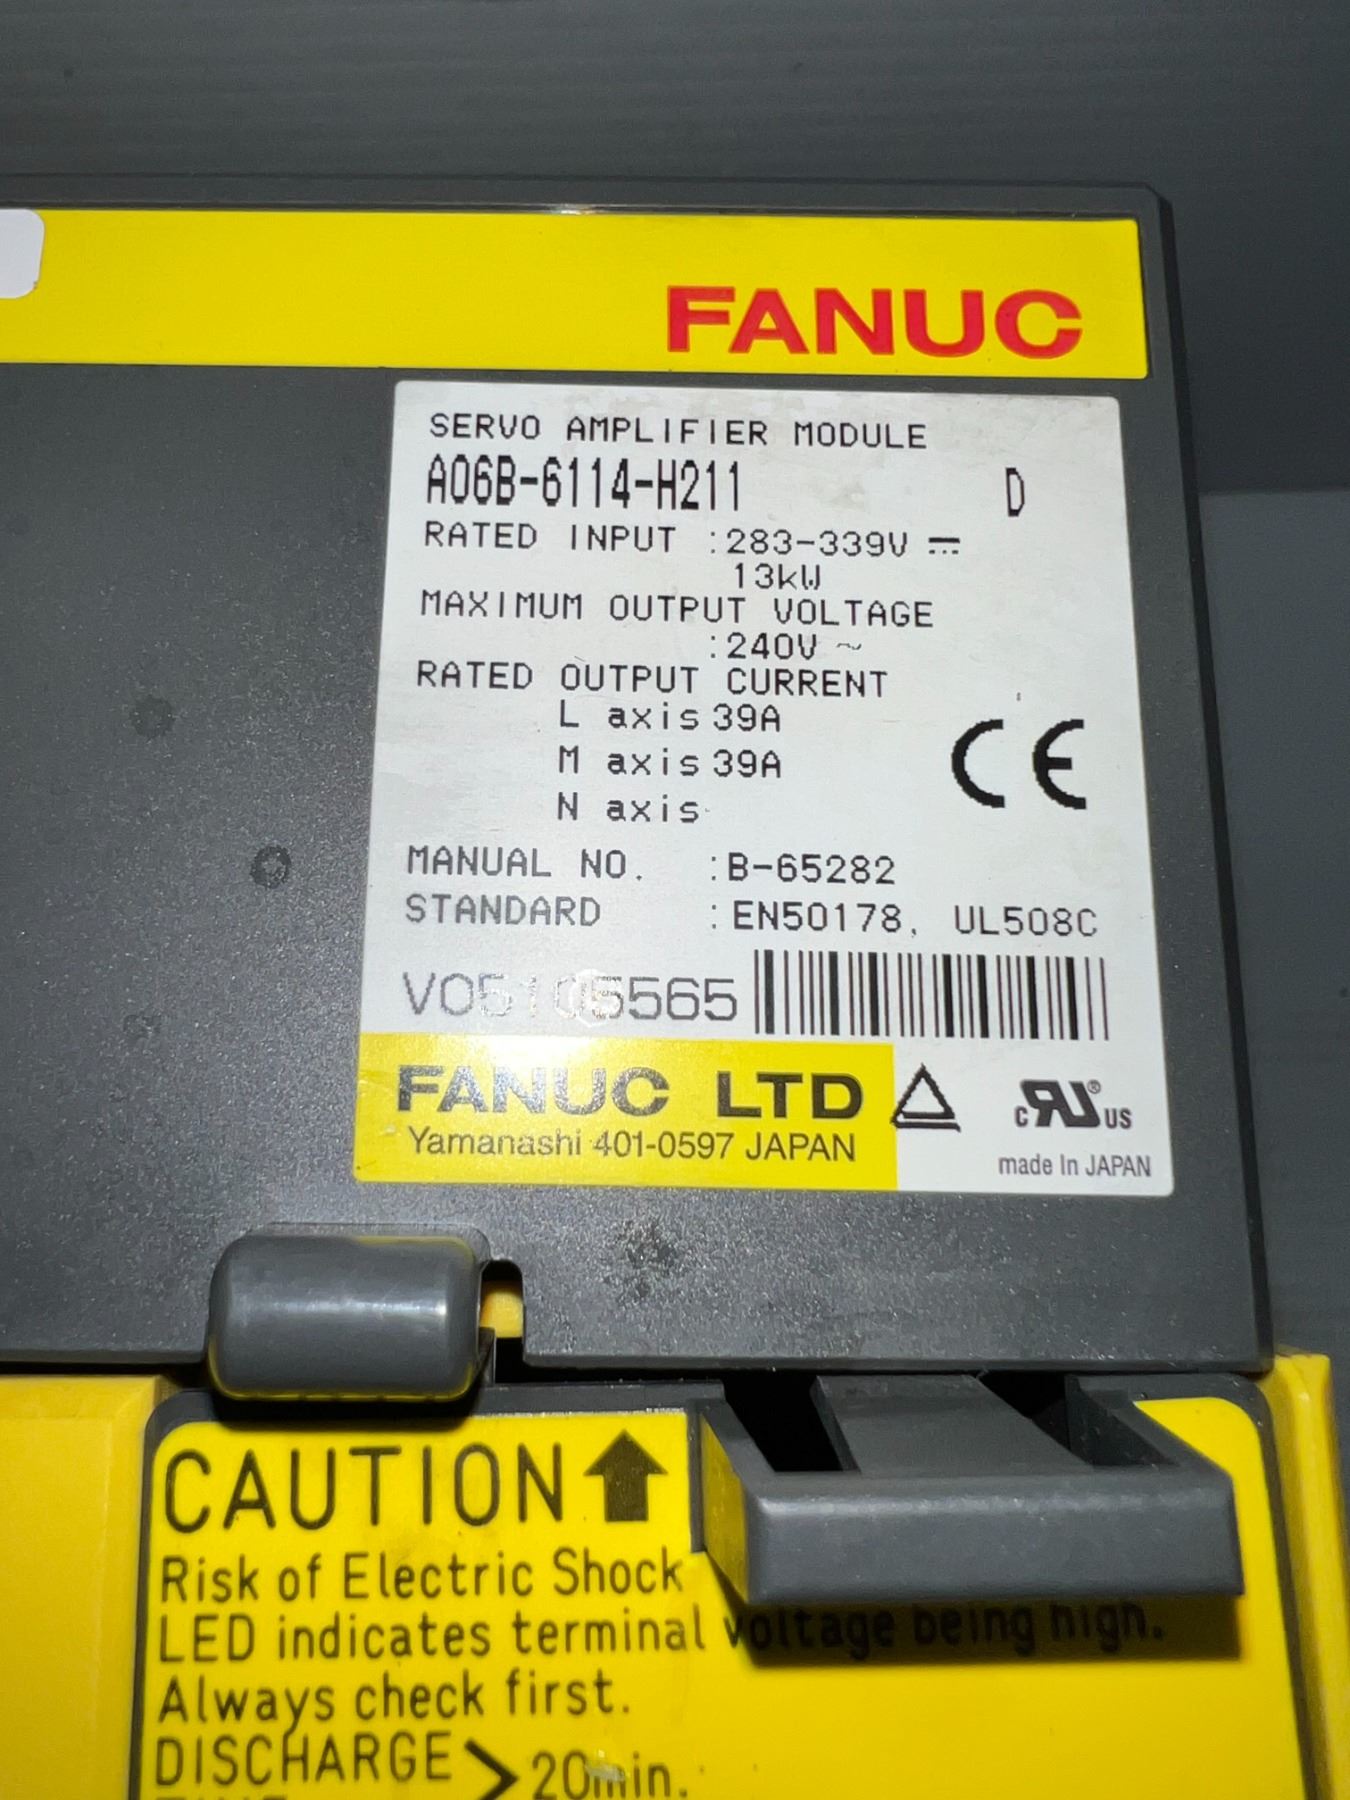 FANUC
SERVO AMPLIFIER MODULE
A06B-6114-H211 D
RATED INPUT :283-339V ⎓
13kW
MAXIMUM OUTPUT VOLTAGE
:240V ~
RATED OUTPUT CURRENT
L axis 39A
M axis 39A
N axis
CE
MANUAL NO. :B-65282
STANDARD :EN50178, UL508C
V05105565
FANUC LTD
Yamanashi 401-0597 JAPAN
c RU ® US
made In JAPAN
CAUTION
Risk of Electric Shock
LED indicates terminal voltage being high.
Always check first.
DISCHARGE > 20min.